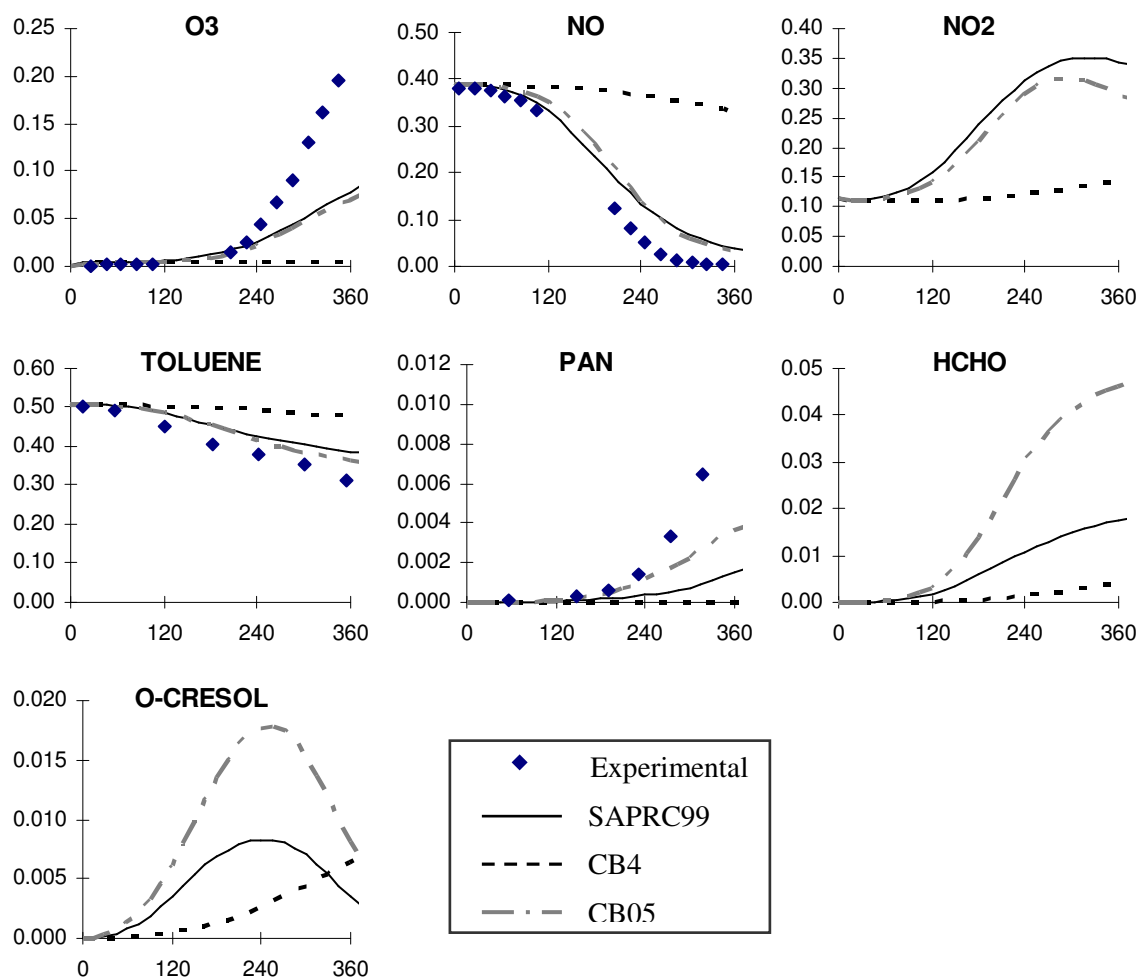 O3
0.25
0.20
0.15
0.10
0.05
0.00
0 120 240 360
NO
0.50
0.40
0.30
0.20
0.10
0.00
0 120 240 360
NO2
0.40
0.35
0.30
0.25
0.20
0.15
0.10
0.05
0.00
0 120 240 360
TOLUENE
0.60
0.50
0.40
0.30
0.20
0.10
0.00
0 120 240 360
PAN
0.012
0.010
0.008
0.006
0.004
0.002
0.000
0 120 240 360
HCHO
0.05
0.04
0.03
0.02
0.01
0.00
0 120 240 360
O-CRESOL
0.020
0.015
0.010
0.005
0.000
0 120 240 360
Experimental
SAPRC99
CB4
CB05